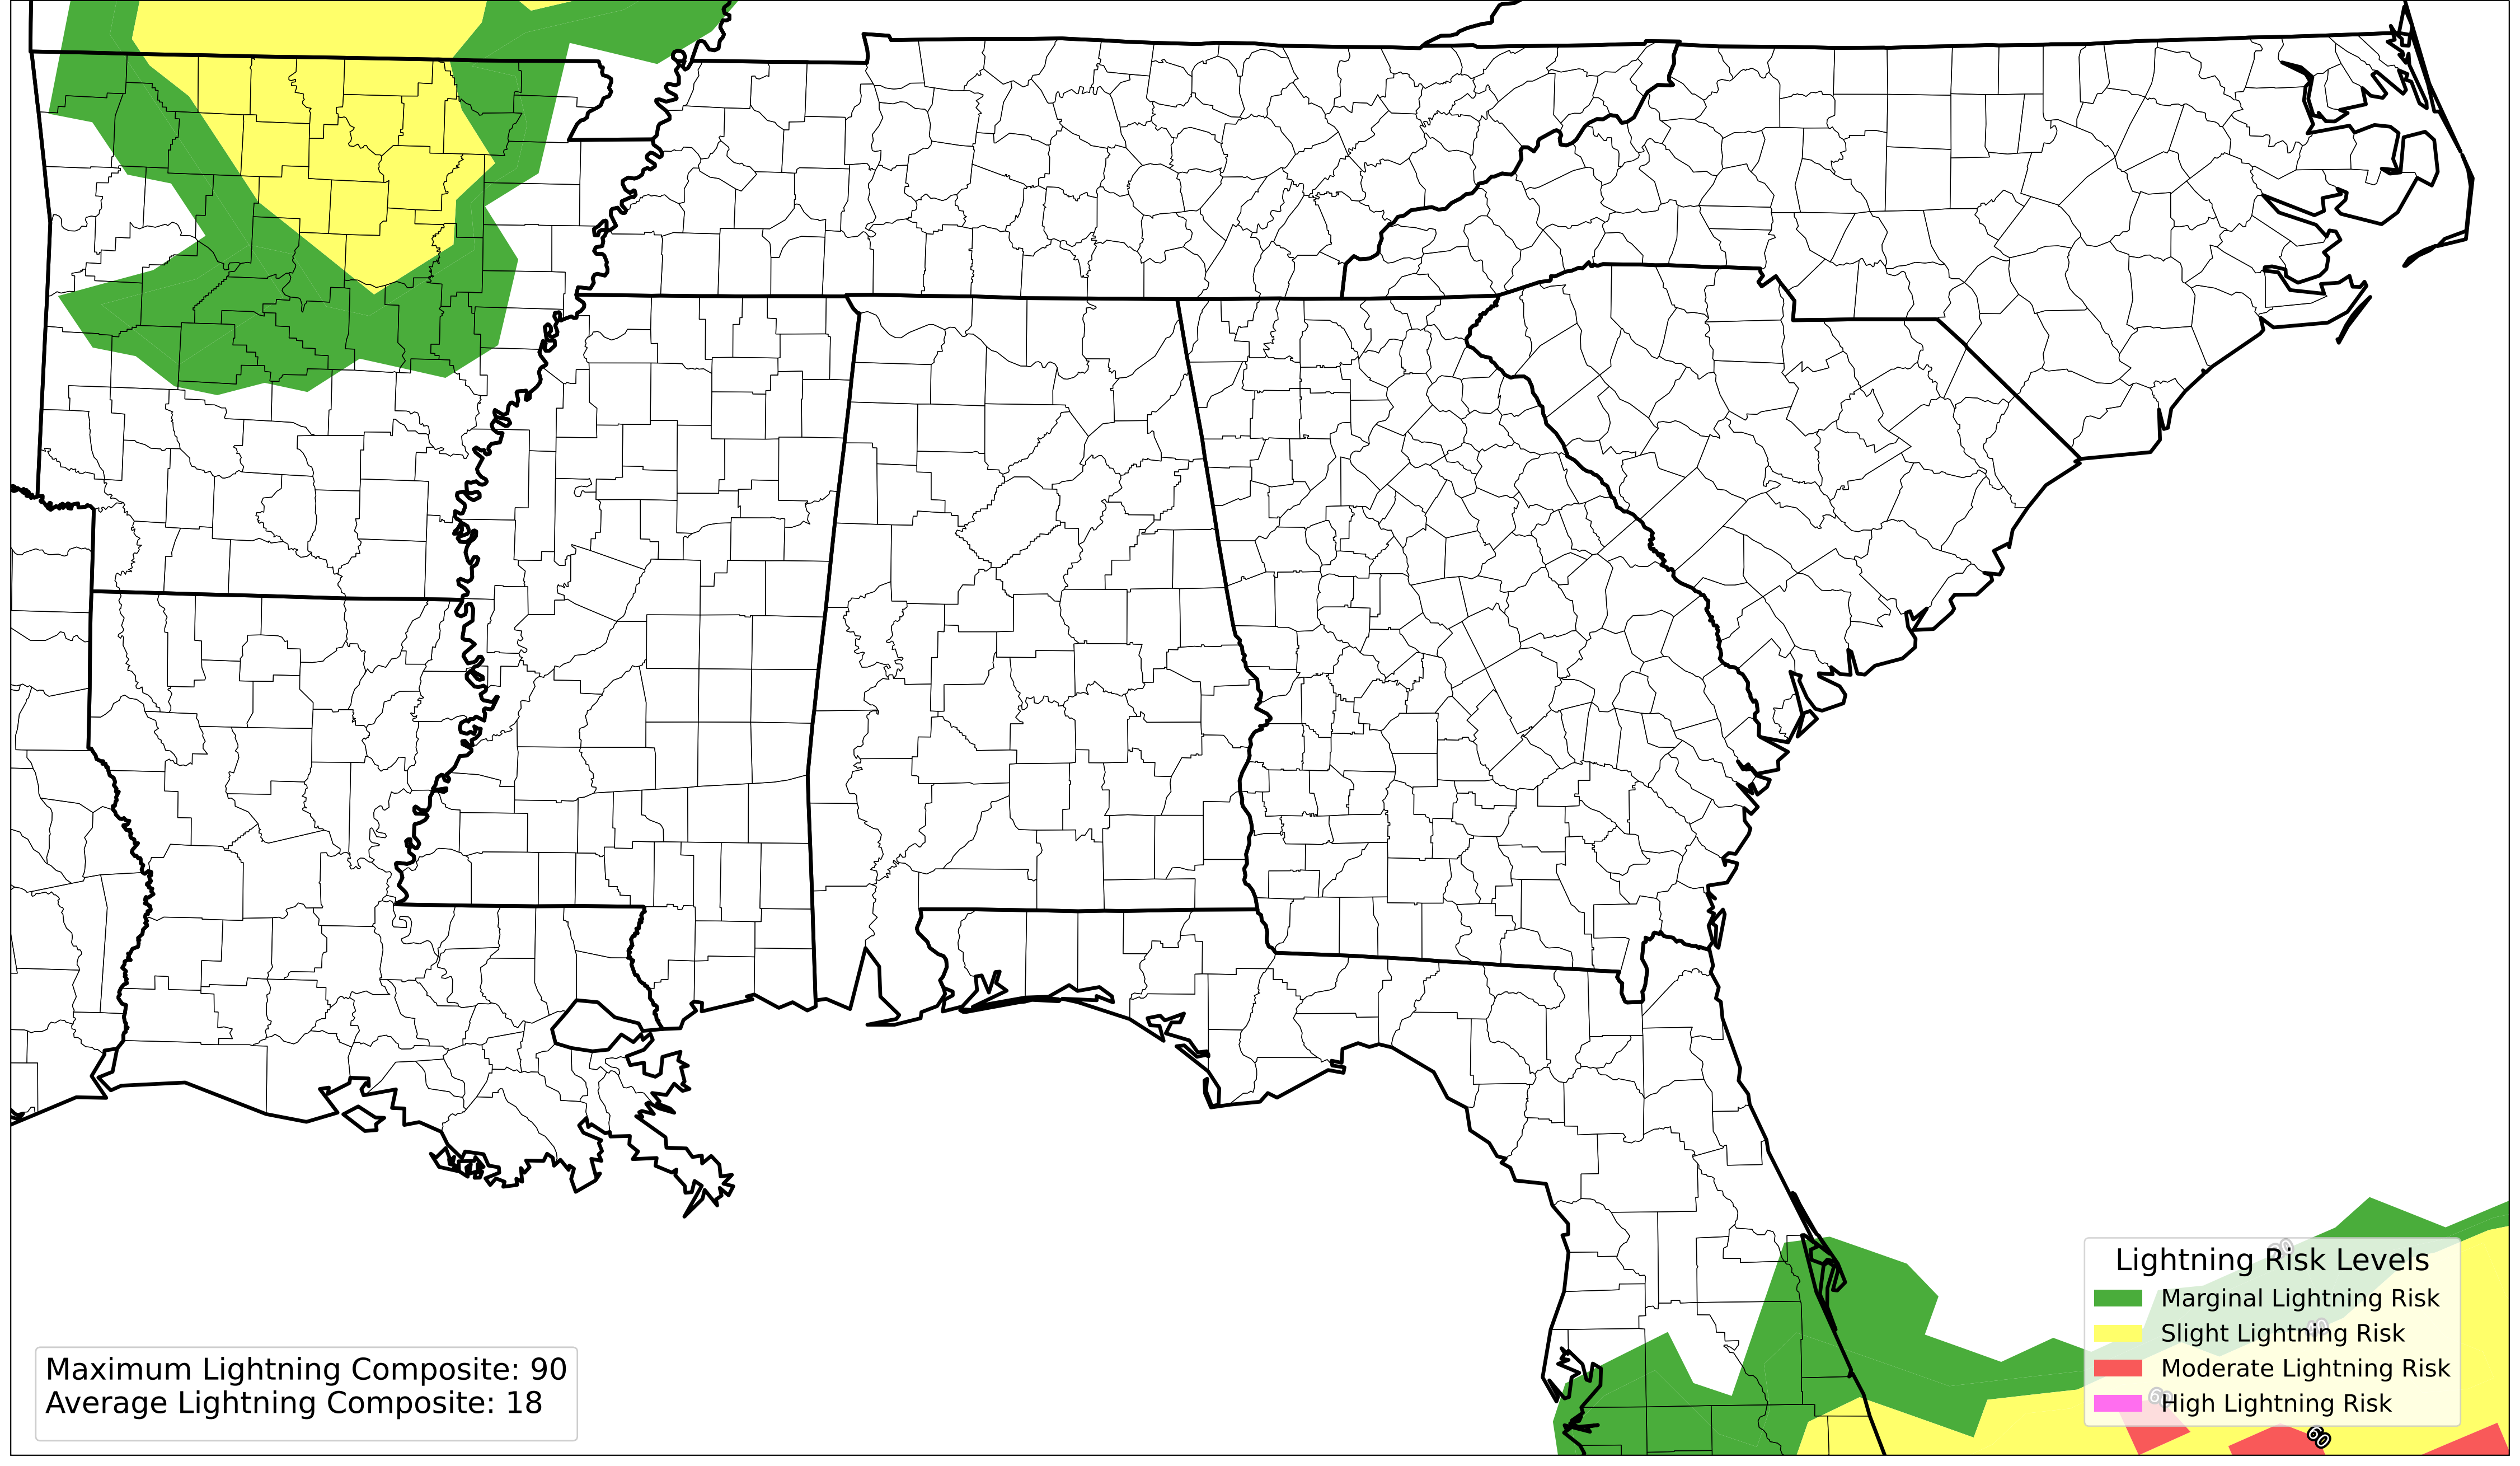 Lightning Risk Levels
Marginal Lightning Risk
Slight Lightning Risk
Moderate Lightning Risk
High Lightning Risk
Maximum Lightning Composite: 90
Average Lightning Composite: 18
60